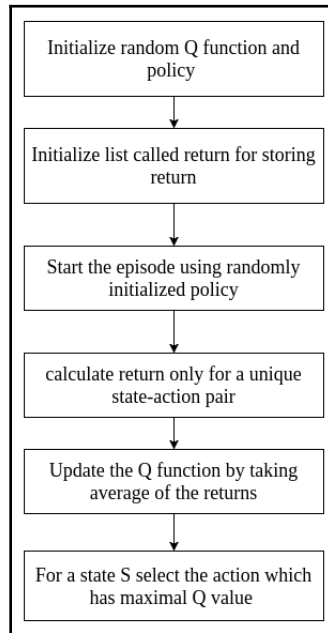 Initialize random Q function and
policy
Initialize list called return for storing
return
Start the episode using randomly
initialized policy
calculate return only for a unique
state-action pair
Update the Q function by taking
average of the returns
For a state S select the action which
has maximal Q value